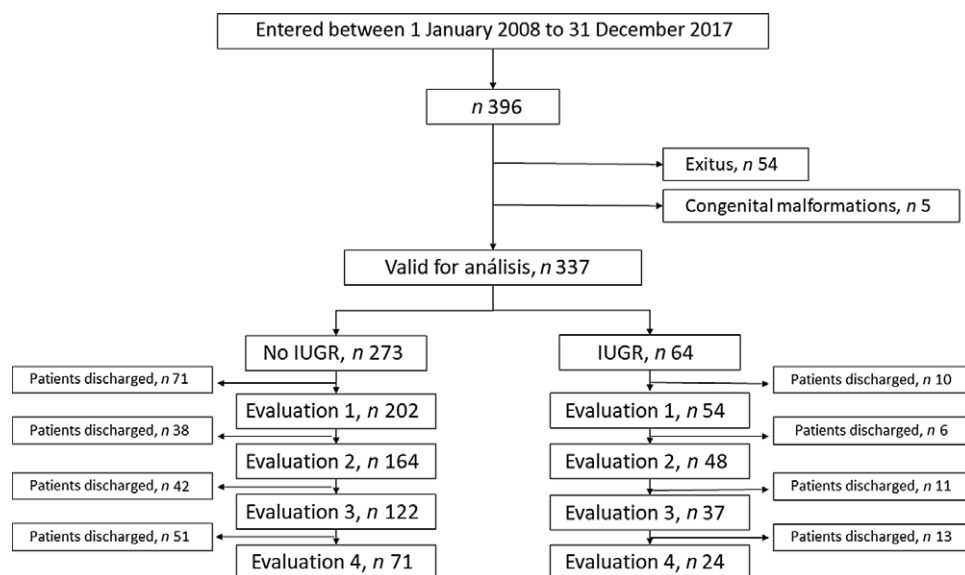 Entered between 1 January 2008 to 31 December 2017
n 396
Exitus, n 54
Congenital malformations, n 5
Valid for análisis, n 337
No IUGR, n 273
IUGR, n 64
Patients discharged, n 71
Patients discharged, n 10
Evaluation 1, n 202
Evaluation 1, n 54
Patients discharged, n 38
Patients discharged, n 6
Evaluation 2, n 164
Evaluation 2, n 48
Patients discharged, n 42
Patients discharged, n 11
Evaluation 3, n 122
Evaluation 3, n 37
Patients discharged, n 51
Patients discharged, n 13
Evaluation 4, n 71
Evaluation 4, n 24